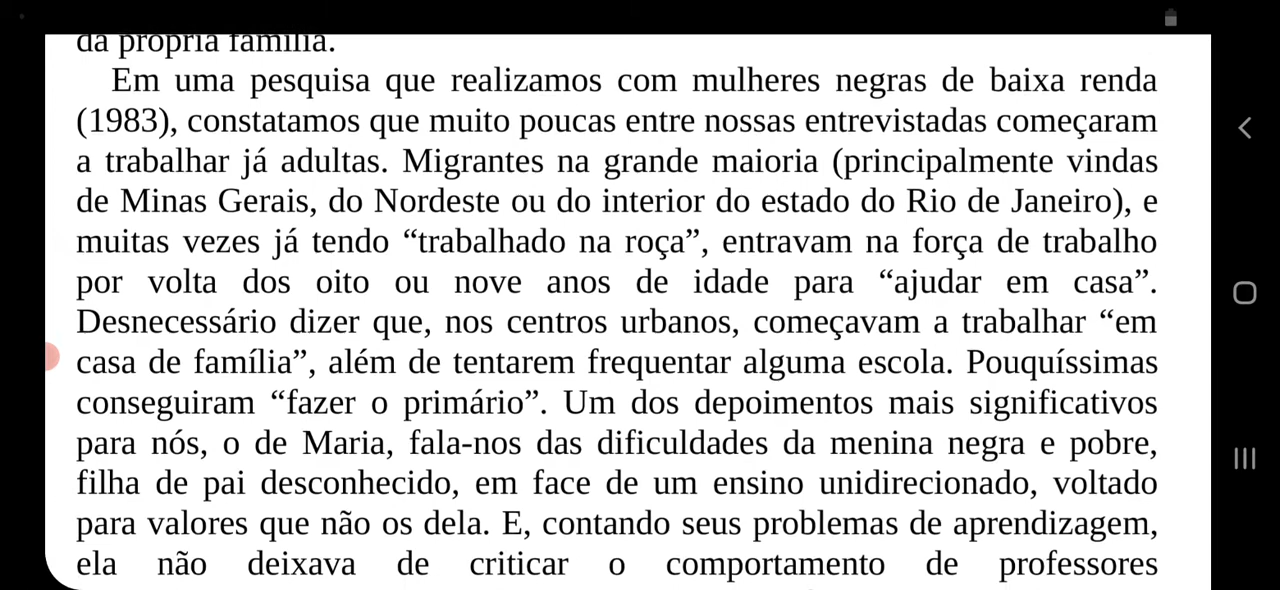 da própria família.
Em uma pesquisa que realizamos com mulheres negras de baixa renda
(1983), constatamos que muito poucas entre nossas entrevistadas começaram
a trabalhar já adultas. Migrantes na grande maioria (principalmente vindas
de Minas Gerais, do Nordeste ou do interior do estado do Rio de Janeiro), e
muitas vezes já tendo “trabalhado na roça”, entravam na força de trabalho
por volta dos oito ou nove anos de idade para “ajudar em casa”.
Desnecessário dizer que, nos centros urbanos, começavam a trabalhar “em
casa de família”, além de tentarem frequentar alguma escola. Pouquíssimas
conseguiram “fazer o primário”. Um dos depoimentos mais significativos
para nós, o de Maria, fala-nos das dificuldades da menina negra e pobre,
filha de pai desconhecido, em face de um ensino unidirecionado, voltado
para valores que não os dela. E, contando seus problemas de aprendizagem,
ela não deixava de criticar o comportamento de professores